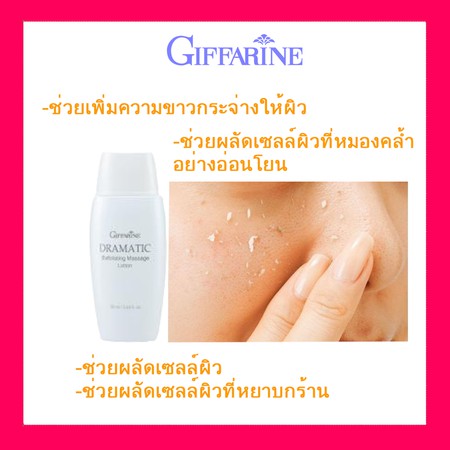 GIFFARINE
-ช่วยเพิ่มความขาวกระจ่างให้ผิว
-ช่วยผลัดเซลล์ผิวที่หมองคล้ำ
อย่างอ่อนโยน
GIFFARINE
DRAMATIC
Exfoliating Massage
Lotion
-ช่วยผลัดเซลล์ผิว
-ช่วยผลัดเซลล์ผิวที่หยาบกร้าน